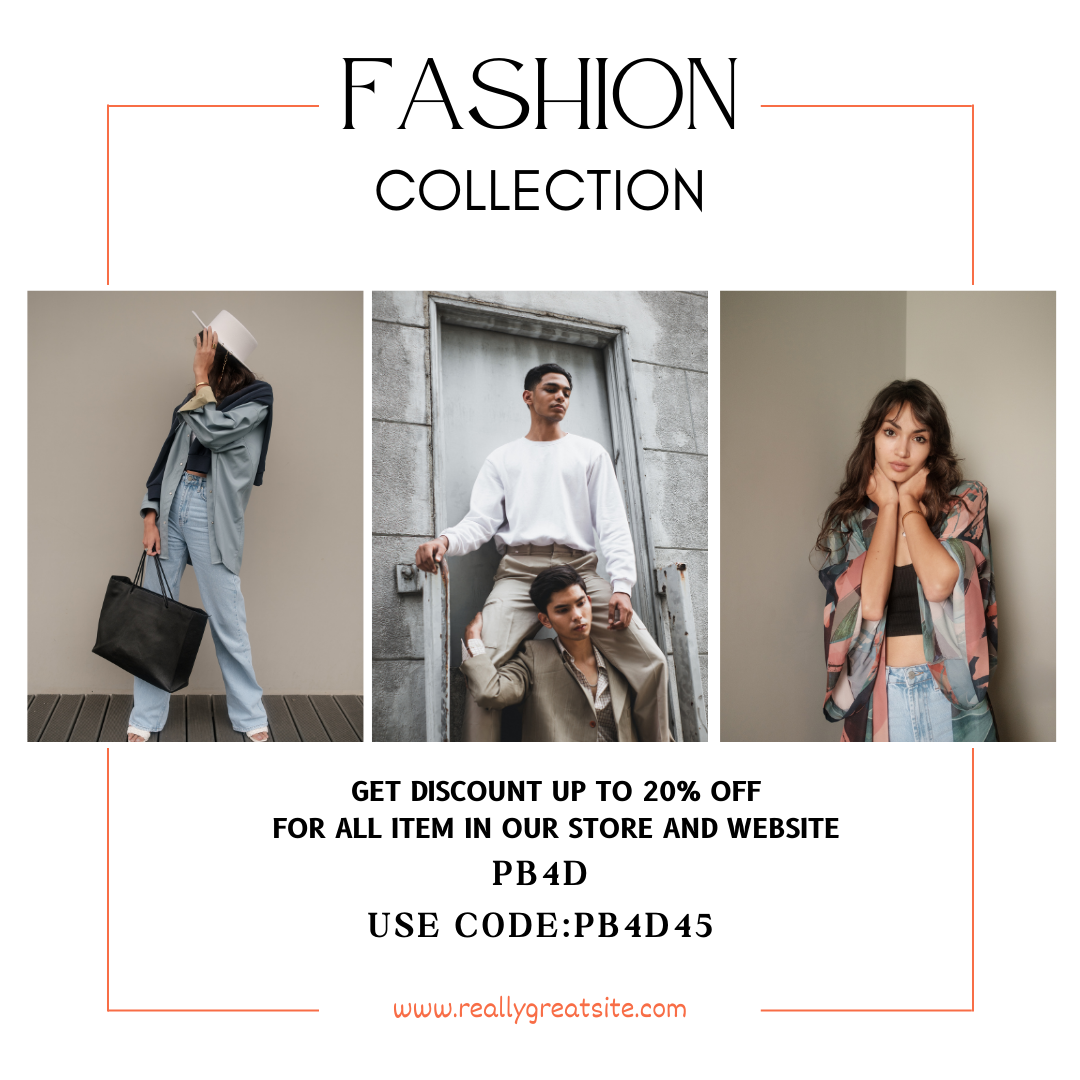 FASHION
COLLECTION
GET DISCOUNT UP TO 20% OFF
FOR ALL ITEM IN OUR STORE AND WEBSITE
PB4D
USE CODE:PB4D45
www.reallygreatsite.com